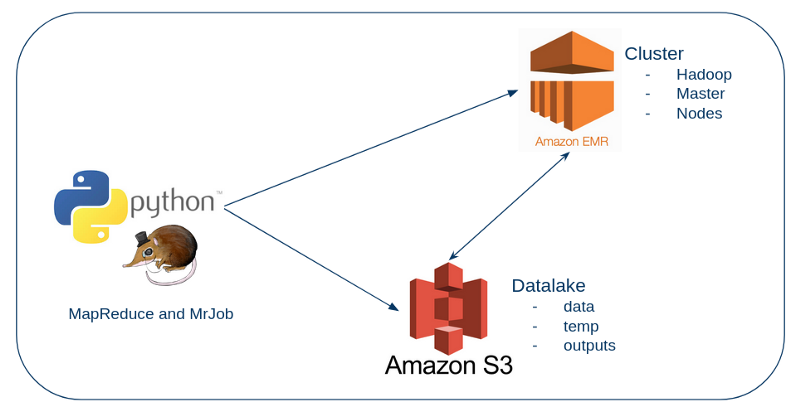 Cluster
- Hadoop
- Master
- Nodes
Amazon EMR
python™
MapReduce and MrJob
Datalake
- data
- temp
- outputs
Amazon S3